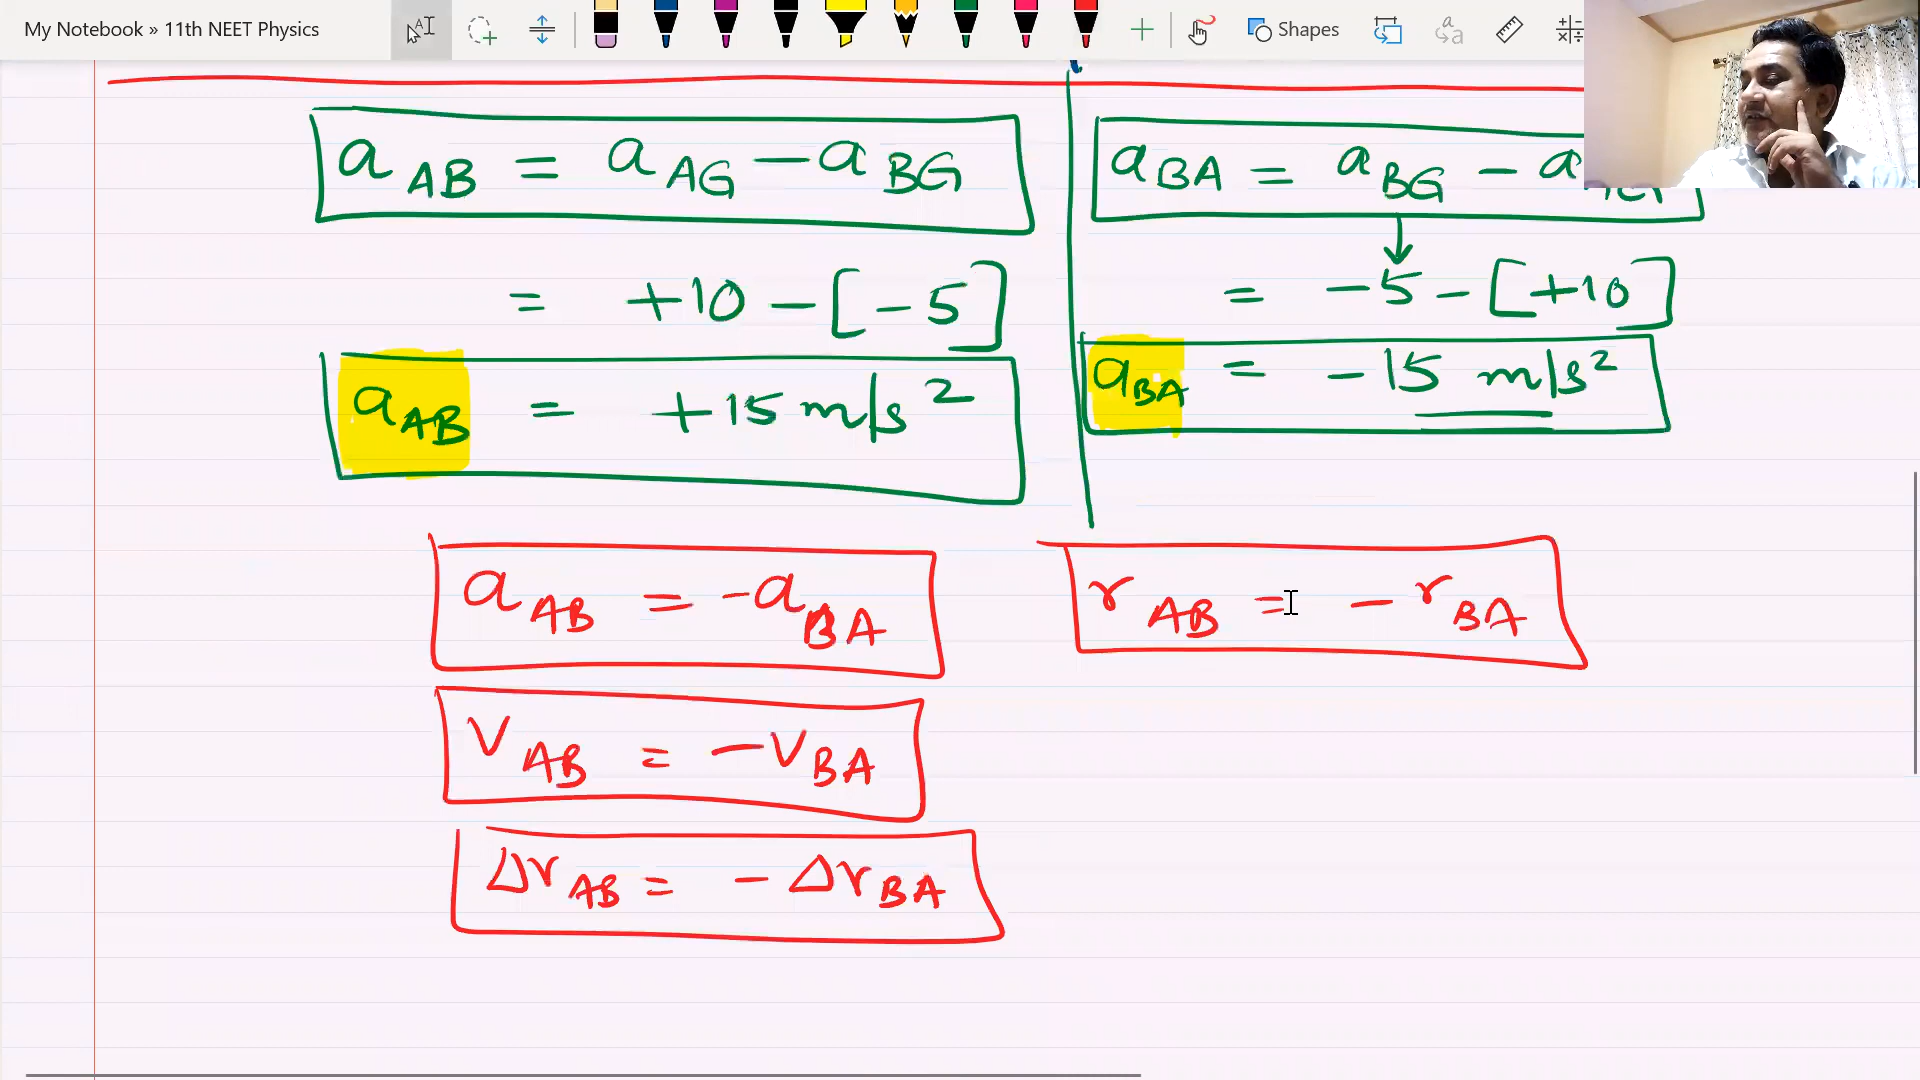 My Notebook » 11th NEET Physics
Shapes
a AB = a AG - a BG
= +10 - [-5]
a AB = +15 m/s²
a BA = a BG - a
= -5 - [+10]
a BA = -15 m/s²
a AB = -a BA
r AB = - r BA
V AB = -V BA
Δr AB = - Δr BA